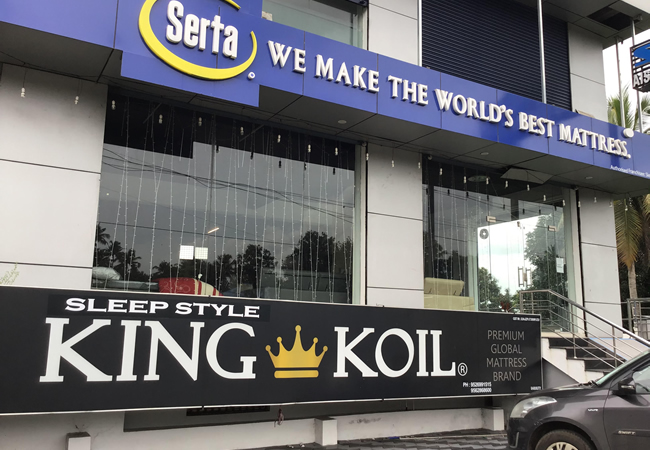 Serta ®
WE MAKE THE WORLD'S BEST MATTRESS.
SLEEP STYLE
KING KOIL®
PREMIUM
GLOBAL
MATTRESS
BRAND